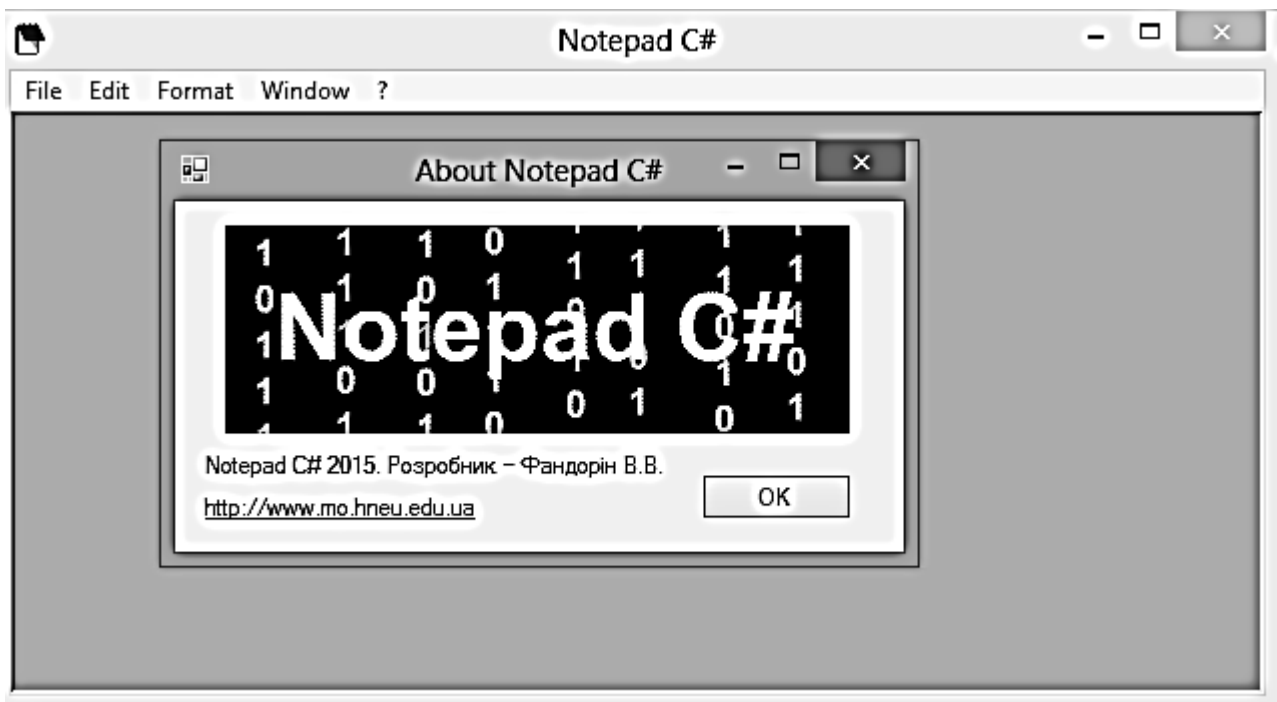 Notepad C#
File Edit Format Window ?
About Notepad C#
Notepad C#
Notepad C# 2015. Розробник – Фандорін В.В.
http://www.mo.hneu.edu.ua
OK